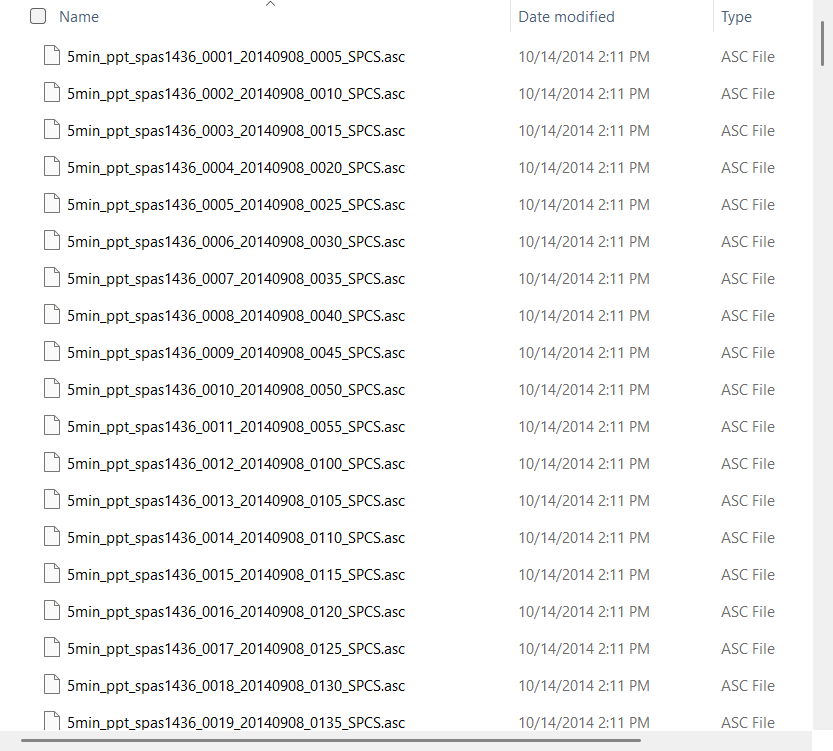 Name Date modified Type
5min_ppt_spas1436_0001_20140908_0005_SPCS.asc 10/14/2014 2:11 PM ASC File
5min_ppt_spas1436_0002_20140908_0010_SPCS.asc 10/14/2014 2:11 PM ASC File
5min_ppt_spas1436_0003_20140908_0015_SPCS.asc 10/14/2014 2:11 PM ASC File
5min_ppt_spas1436_0004_20140908_0020_SPCS.asc 10/14/2014 2:11 PM ASC File
5min_ppt_spas1436_0005_20140908_0025_SPCS.asc 10/14/2014 2:11 PM ASC File
5min_ppt_spas1436_0006_20140908_0030_SPCS.asc 10/14/2014 2:11 PM ASC File
5min_ppt_spas1436_0007_20140908_0035_SPCS.asc 10/14/2014 2:11 PM ASC File
5min_ppt_spas1436_0008_20140908_0040_SPCS.asc 10/14/2014 2:11 PM ASC File
5min_ppt_spas1436_0009_20140908_0045_SPCS.asc 10/14/2014 2:11 PM ASC File
5min_ppt_spas1436_0010_20140908_0050_SPCS.asc 10/14/2014 2:11 PM ASC File
5min_ppt_spas1436_0011_20140908_0055_SPCS.asc 10/14/2014 2:11 PM ASC File
5min_ppt_spas1436_0012_20140908_0100_SPCS.asc 10/14/2014 2:11 PM ASC File
5min_ppt_spas1436_0013_20140908_0105_SPCS.asc 10/14/2014 2:11 PM ASC File
5min_ppt_spas1436_0014_20140908_0110_SPCS.asc 10/14/2014 2:11 PM ASC File
5min_ppt_spas1436_0015_20140908_0115_SPCS.asc 10/14/2014 2:11 PM ASC File
5min_ppt_spas1436_0016_20140908_0120_SPCS.asc 10/14/2014 2:11 PM ASC File
5min_ppt_spas1436_0017_20140908_0125_SPCS.asc 10/14/2014 2:11 PM ASC File
5min_ppt_spas1436_0018_20140908_0130_SPCS.asc 10/14/2014 2:11 PM ASC File
5min_ppt_spas1436_0019_20140908_0135_SPCS.asc 10/14/2014 2:11 PM ASC File